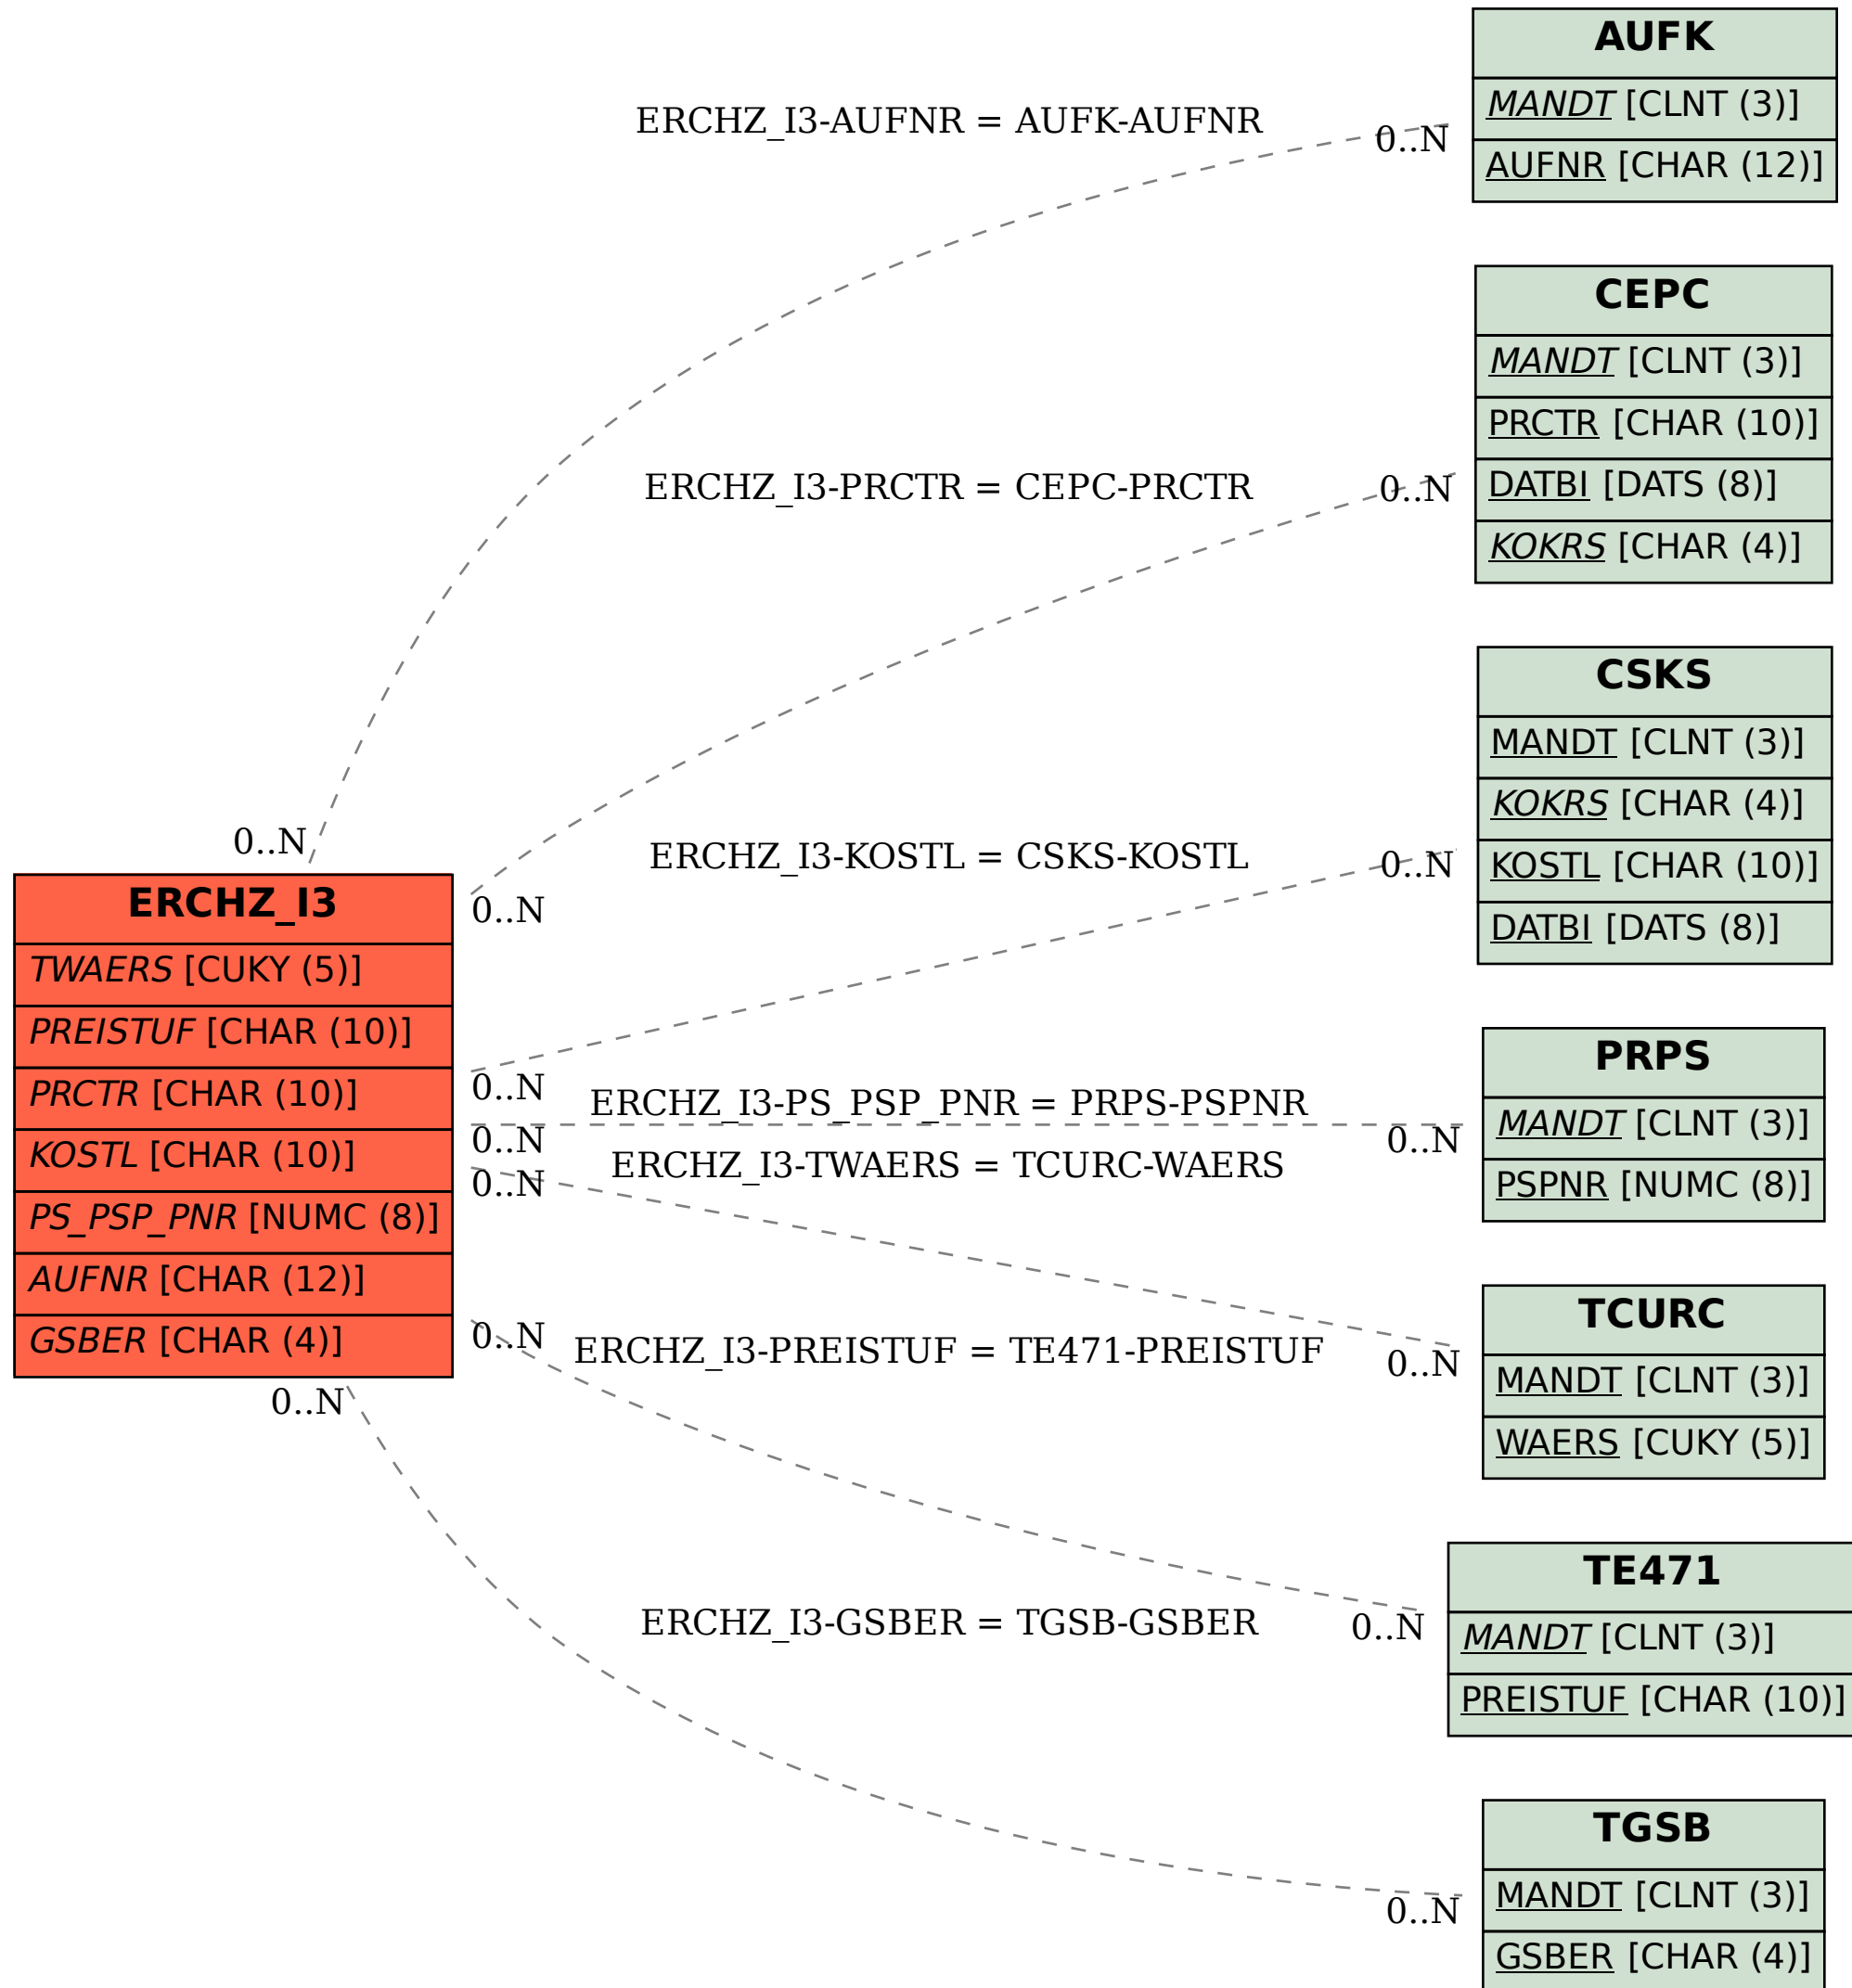 AUFK
MANDT [CLNT (3)]
AUFNR [CHAR (12)]
ERCHZ_I3-AUFNR = AUFK-AUFNR
0..N
0..N
CEPC
MANDT [CLNT (3)]
PRCTR [CHAR (10)]
DATBI [DATS (8)]
KOKRS [CHAR (4)]
ERCHZ_I3-PRCTR = CEPC-PRCTR
0..N
0..N
CSKS
MANDT [CLNT (3)]
KOKRS [CHAR (4)]
KOSTL [CHAR (10)]
DATBI [DATS (8)]
ERCHZ_I3-KOSTL = CSKS-KOSTL
0..N
0..N
ERCHZ_I3
TWAERS [CUKY (5)]
PREISTUF [CHAR (10)]
PRCTR [CHAR (10)]
KOSTL [CHAR (10)]
PS_PSP_PNR [NUMC (8)]
AUFNR [CHAR (12)]
GSBER [CHAR (4)]
PRPS
MANDT [CLNT (3)]
PSPNR [NUMC (8)]
ERCHZ_I3-PS_PSP_PNR = PRPS-PSPNR
0..N
0..N
ERCHZ_I3-TWAERS = TCURC-WAERS
0..N
0..N
TCURC
MANDT [CLNT (3)]
WAERS [CUKY (5)]
ERCHZ_I3-PREISTUF = TE471-PREISTUF
0..N
0..N
TE471
MANDT [CLNT (3)]
PREISTUF [CHAR (10)]
ERCHZ_I3-GSBER = TGSB-GSBER
0..N
0..N
TGSB
MANDT [CLNT (3)]
GSBER [CHAR (4)]